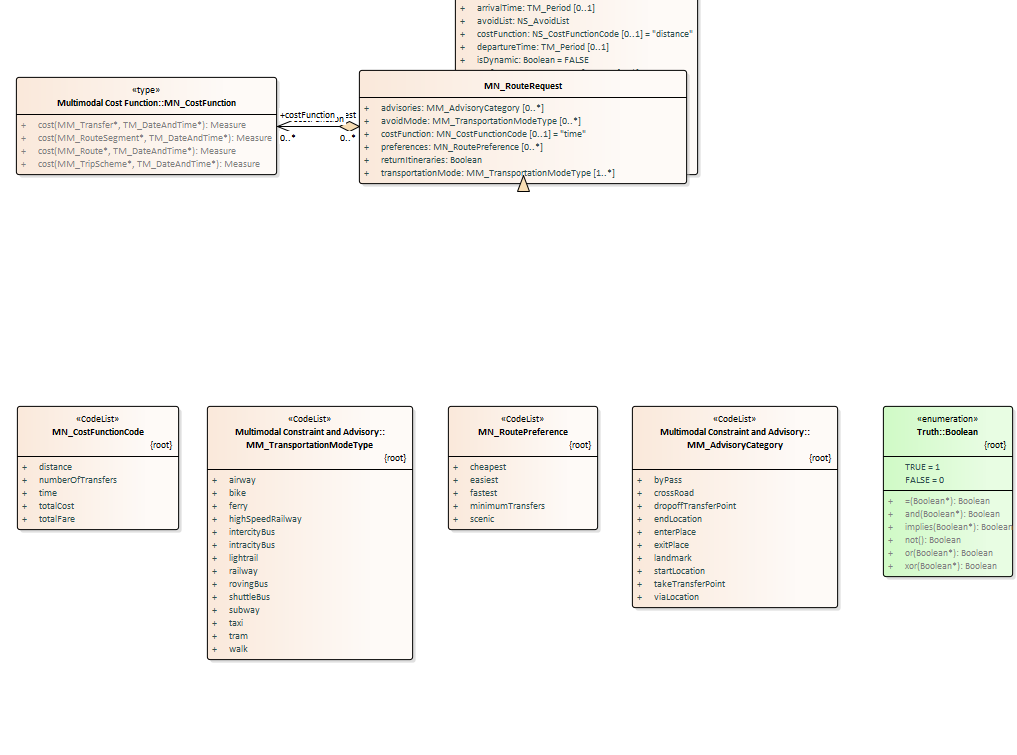 + arrivalTime: TM_Period [0..1]
+ avoidList: NS_AvoidList
+ costFunction: NS_CostFunctionCode [0..1] = "distance"
+ departureTime: TM_Period [0..1]
+ isDynamic: Boolean = FALSE
«type»
Multimodal Cost Function::MN_CostFunction
+ cost(MM_Transfer*, TM_DateAndTime*): Measure
+ cost(MM_RouteSegment*, TM_DateAndTime*): Measure
+ cost(MM_Route*, TM_DateAndTime*): Measure
+ cost(MM_TripScheme*, TM_DateAndTime*): Measure
+costFunction
0..*
0..*
MN_RouteRequest
+ advisories: MM_AdvisoryCategory [0..*]
+ avoidMode: MM_TransportationModeType [0..*]
+ costFunction: MN_CostFunctionCode [0..1] = "time"
+ preferences: MN_RoutePreference [0..*]
+ returnItineraries: Boolean
+ transportationMode: MM_TransportationModeType [1..*]
«CodeList»
MN_CostFunctionCode
{root}
+ distance
+ numberOfTransfers
+ time
+ totalCost
+ totalFare
«CodeList»
Multimodal Constraint and Advisory::
MM_TransportationModeType
{root}
+ airway
+ bike
+ ferry
+ highSpeedRailway
+ intercityBus
+ intracityBus
+ lightrail
+ railway
+ rovingBus
+ shuttleBus
+ subway
+ taxi
+ tram
+ walk
«CodeList»
MN_RoutePreference
{root}
+ cheapest
+ easiest
+ fastest
+ minimumTransfers
+ scenic
«CodeList»
Multimodal Constraint and Advisory::
MM_AdvisoryCategory
{root}
+ byPass
+ crossRoad
+ dropoffTransferPoint
+ endLocation
+ enterPlace
+ exitPlace
+ landmark
+ startLocation
+ takeTransferPoint
+ viaLocation
«enumeration»
Truth::Boolean
{root}
TRUE = 1
FALSE = 0
+ =(Boolean*): Boolean
+ and(Boolean*): Boolean
+ implies(Boolean*): Boolean
+ not(): Boolean
+ or(Boolean*): Boolean
+ xor(Boolean*): Boolean